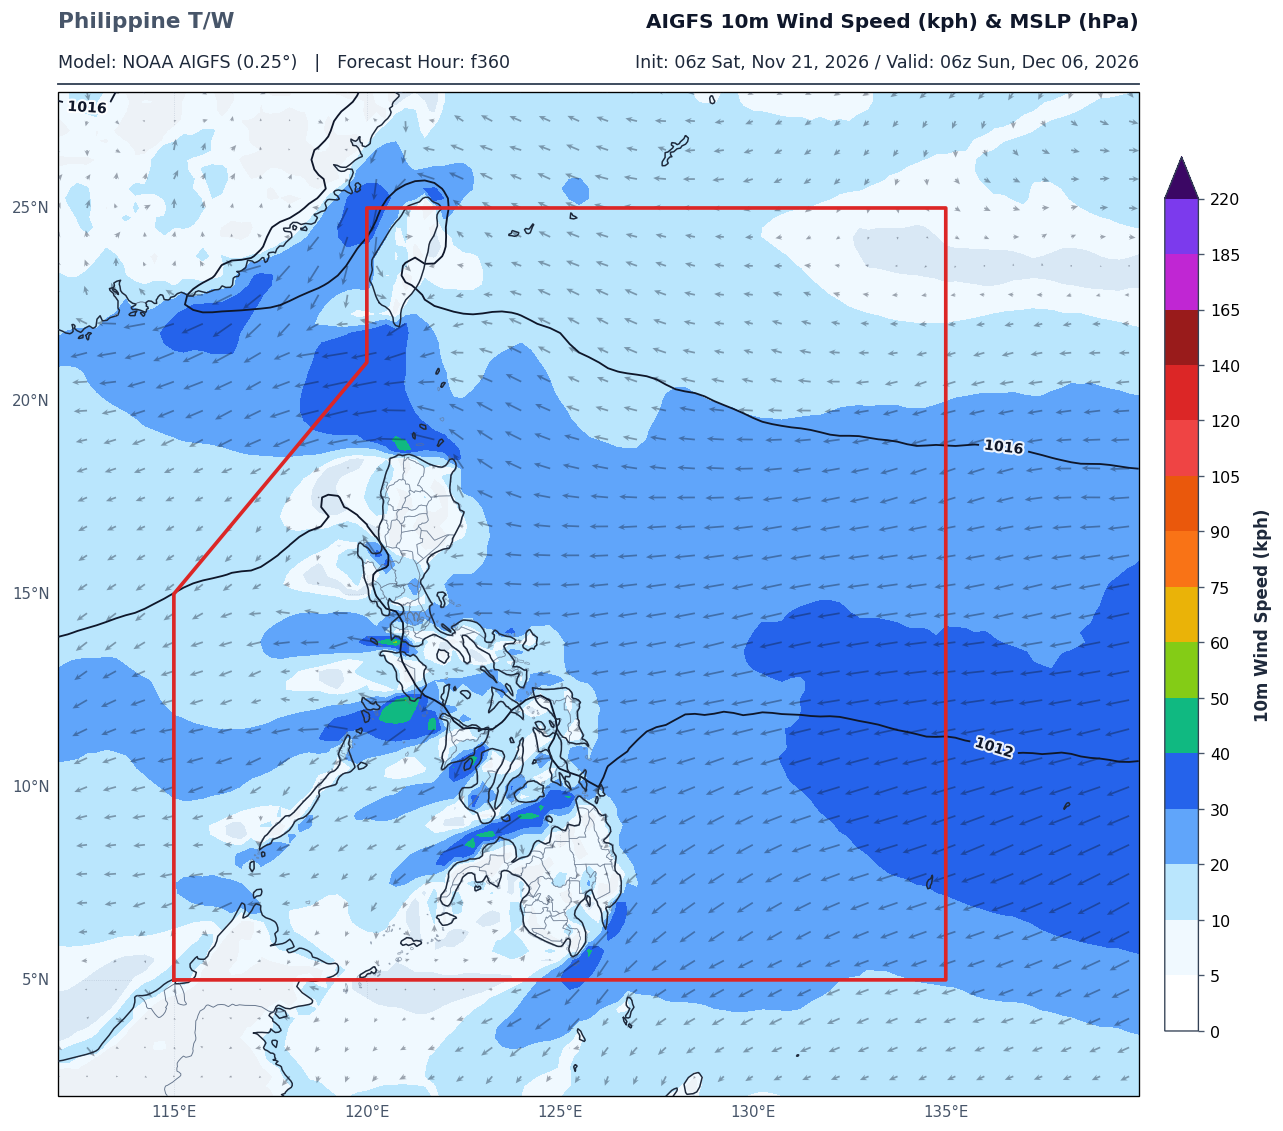 Philippine T/W
AIGFS 10m Wind Speed (kph) & MSLP (hPa)
Model: NOAA AIGFS (0.25°)   |   Forecast Hour: f360
Init: 06z Sat, Nov 21, 2026 / Valid: 06z Sun, Dec 06, 2026
1016
25°N
20°N
15°N
10°N
5°N
1016
1012
115°E
120°E
125°E
130°E
135°E
220
185
165
140
120
105
90
75
60
50
40
30
20
10
5
0
10m Wind Speed (kph)